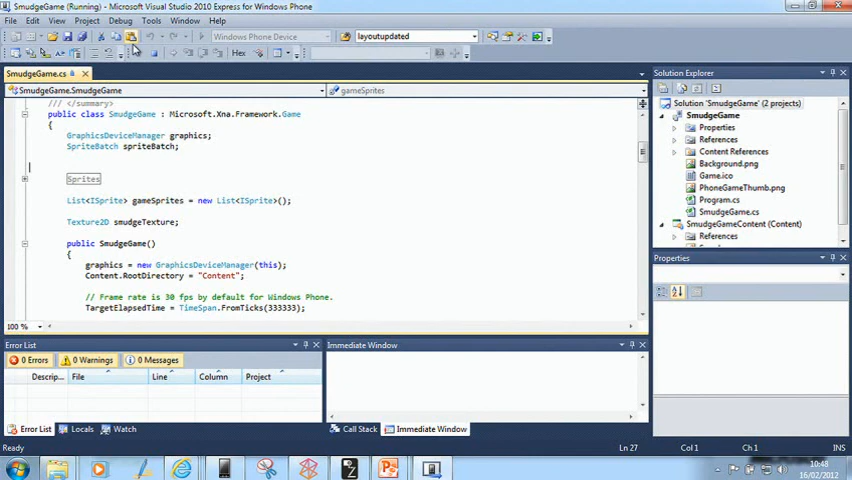 SmudgeGame (Running) - Microsoft Visual Studio 2010 Express for Windows Phone
File Edit View Project Debug Tools Window Help
Windows Phone Device layoutupdated
Hex
SmudgeGame.cs
SmudgeGame.SmudgeGame gameSprites
/// </summary>
public class SmudgeGame : Microsoft.Xna.Framework.Game
{
GraphicsDeviceManager graphics;
SpriteBatch spriteBatch;
Sprites
List<ISprite> gameSprites = new List<ISprite>();
Texture2D smudgeTexture;
public SmudgeGame()
{
graphics = new GraphicsDeviceManager(this);
Content.RootDirectory = "Content";
// Frame rate is 30 fps by default for Windows Phone.
TargetElapsedTime = TimeSpan.FromTicks(333333);
100 %
Solution Explorer
Solution 'SmudgeGame' (2 projects)
SmudgeGame
Properties
References
Content References
Background.png
Game.ico
PhoneGameThumb.png
Program.cs
SmudgeGame.cs
SmudgeGameContent (Content)
References
Properties
Error List
0 Errors 0 Warnings 0 Messages
Descrip... File Line Column Project
Error List Locals Watch
Immediate Window
Call Stack Immediate Window
Ready Ln 27 Col 1 Ch 1 INS
10:48
16/02/2012